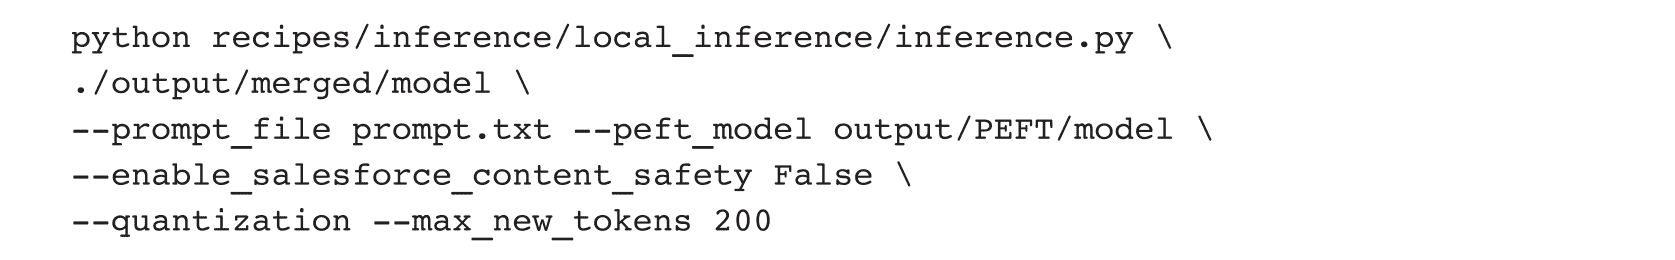 python recipes/inference/local_inference/inference.py \
./output/merged/model \
--prompt_file prompt.txt --peft_model output/PEFT/model \
--enable_salesforce_content_safety False \
--quantization --max_new_tokens 200